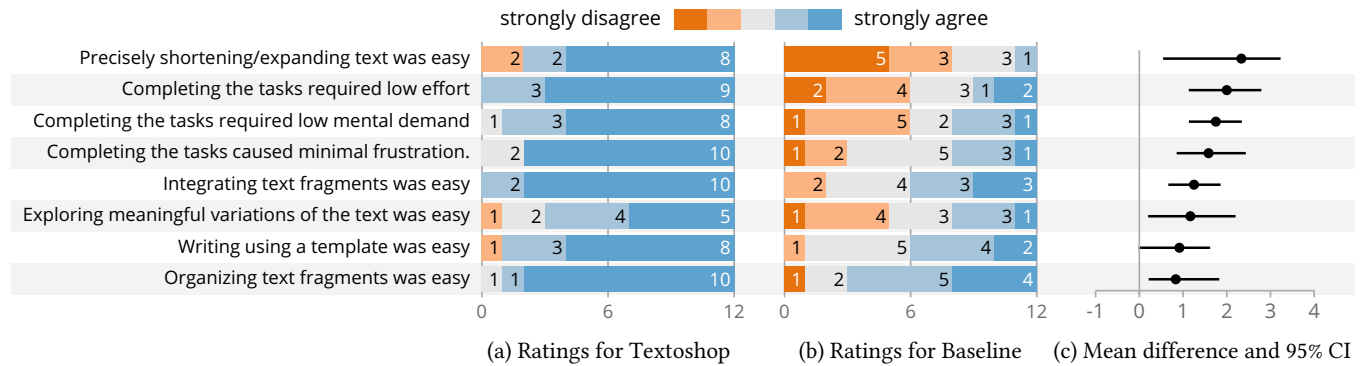 strongly disagree strongly agree
Precisely shortening/expanding text was easy 2 2 8 5 3 3 1
Completing the tasks required low effort 3 9 2 4 3 1 2
Completing the tasks required low mental demand 1 3 8 1 5 2 3 1
Completing the tasks caused minimal frustration. 2 10 1 2 5 3 1
Integrating text fragments was easy 2 10 2 4 3 3
Exploring meaningful variations of the text was easy 1 2 4 5 1 4 3 3 1
Writing using a template was easy 1 3 8 1 5 4 2
Organizing text fragments was easy 1 1 10 1 2 5 4
0 6 12 0 6 12 -1 0 1 2 3 4
(a) Ratings for Textoshop (b) Ratings for Baseline (c) Mean difference and 95% CI